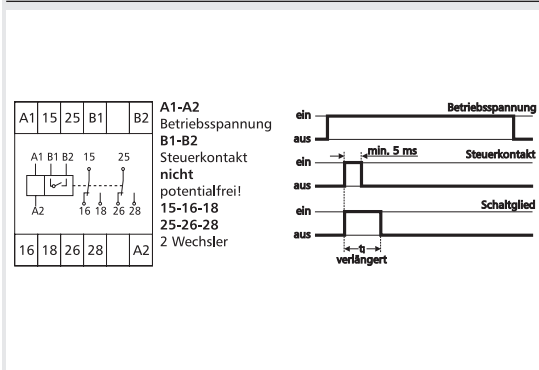 A1 15 25 B1 B2
A1 B1 B2 15 25
A2 16 18 26 28
16 18 26 28 A2
A1-A2
Betriebsspannung
B1-B2
Steuerkontakt
nicht
potentialfrei!
15-16-18
25-26-28
2 Wechsler
Betriebsspannung
ein
aus
min. 5 ms
Steuerkontakt
ein
aus
Schaltglied
ein
aus
t
verlängert